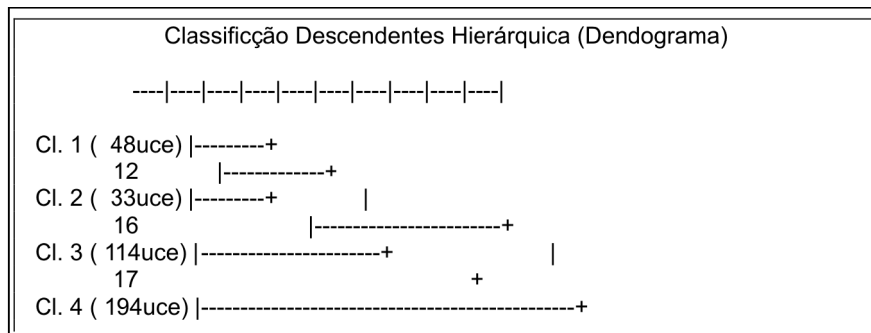 Classificção Descendentes Hierárquica (Dendograma)
----|----|----|----|----|----|----|----|----|----|
Cl. 1 (  48uce) |---------+
12          |-------------+
Cl. 2 (  33uce) |---------+            |
16                         |-------------------------+
Cl. 3 ( 114uce) |-----------------------+                      |
17                                              +
Cl. 4 ( 194uce) |------------------------------------------------+